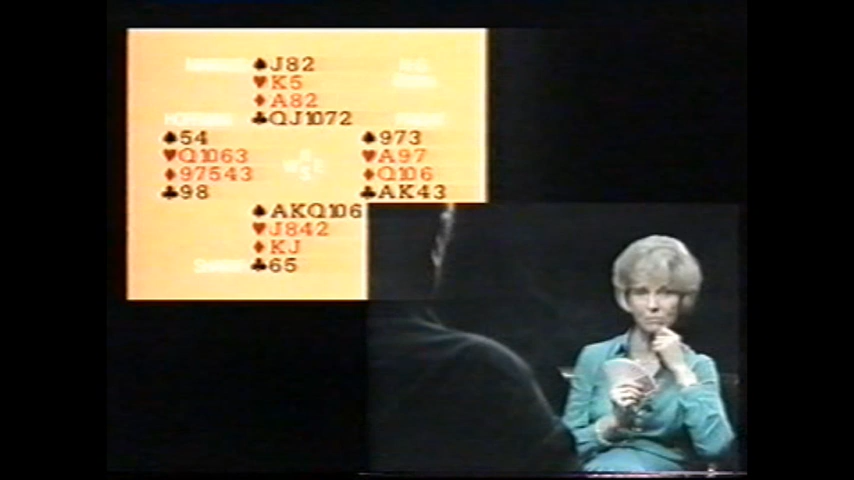 ♠J82
♥K5
♦A82
♣QJ1072
♠54
♥Q1063
♦97543
♣98
♠973
♥A97
♦Q106
♣AK43
♠AKQ106
♥J842
♦KJ
♣65